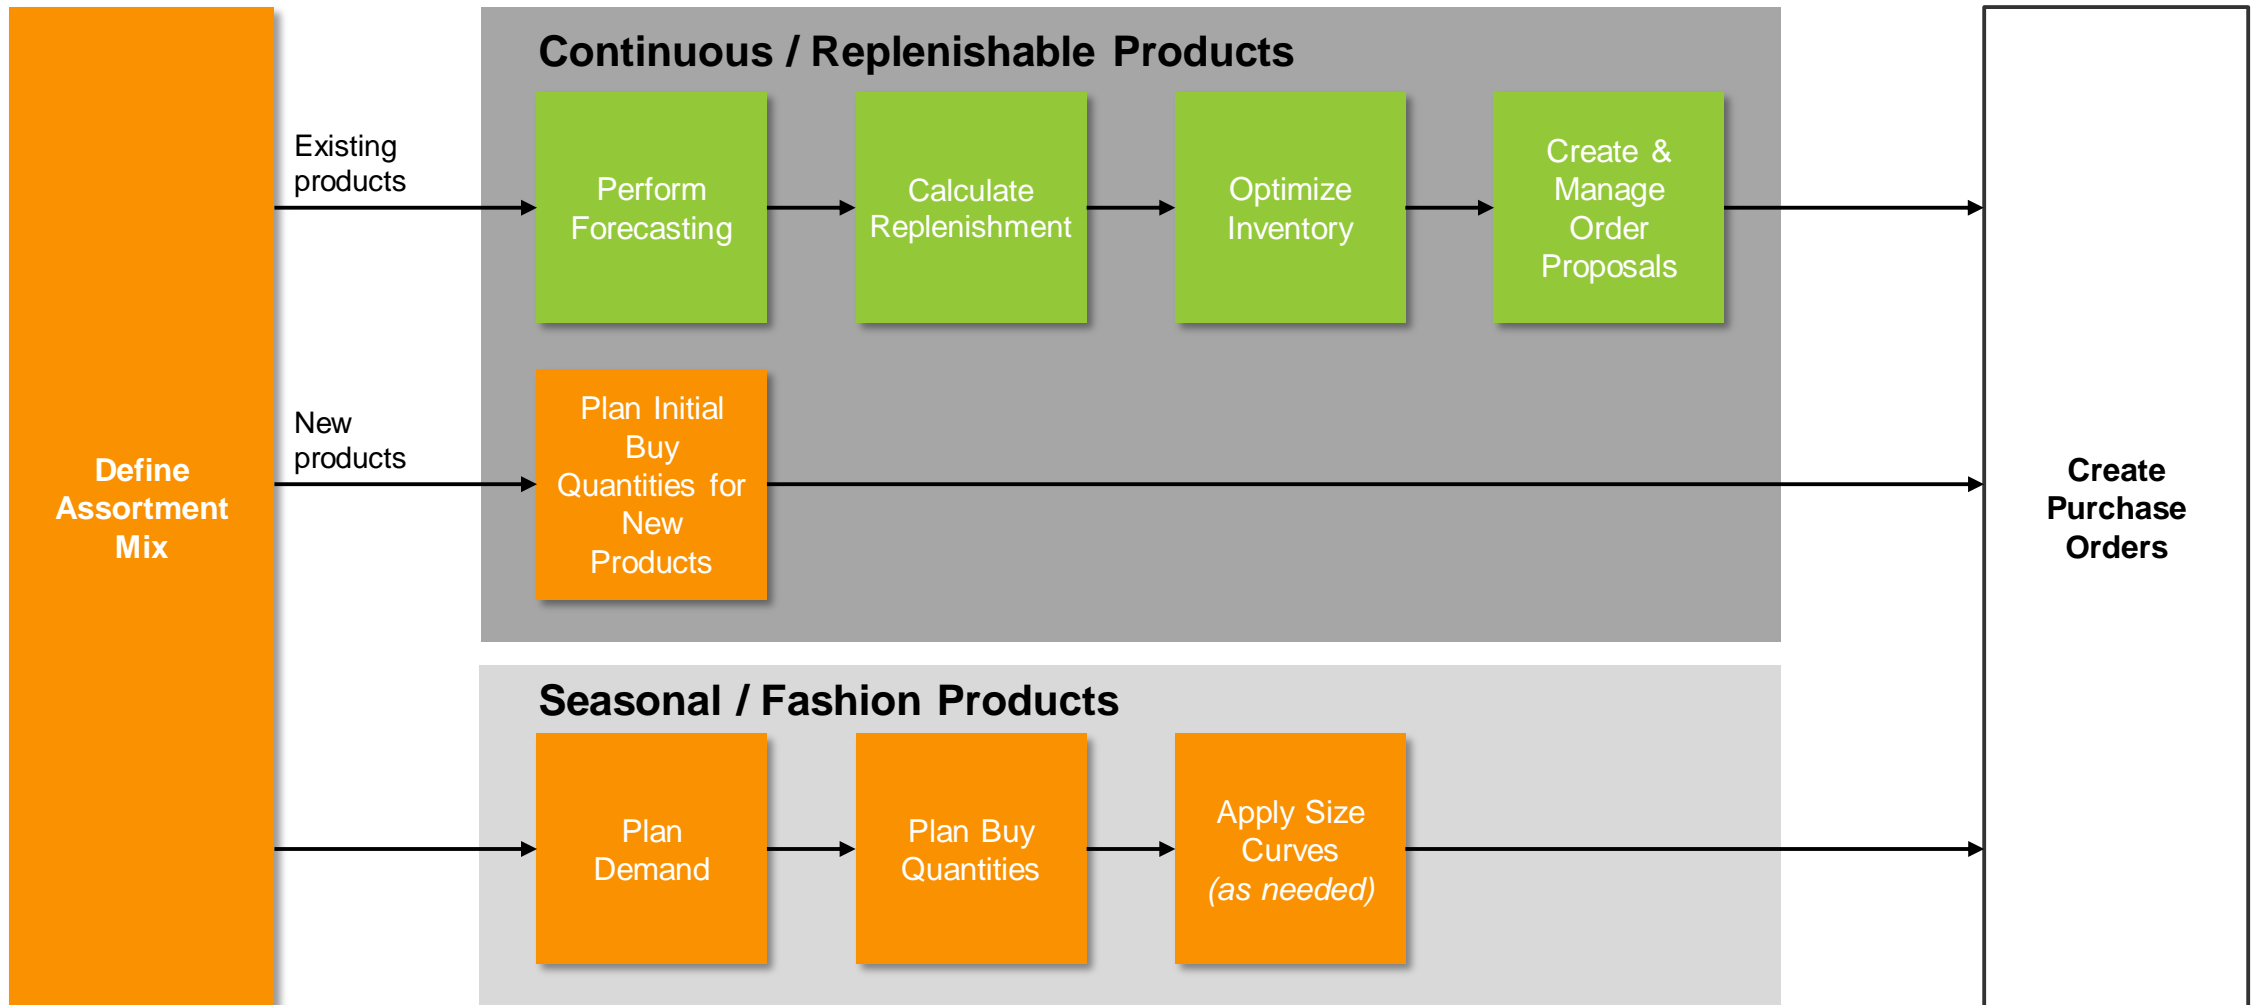 Continuous / Replenishable Products
Existing
products
Perform
Forecasting
Calculate
Replenishment
Optimize
Inventory
Create &
Manage
Order
Proposals
New
products
Plan Initial
Buy
Quantities for
New
Products
Define
Assortment
Mix
Create
Purchase
Orders
Seasonal / Fashion Products
Plan
Demand
Plan Buy
Quantities
Apply Size
Curves
(as needed)